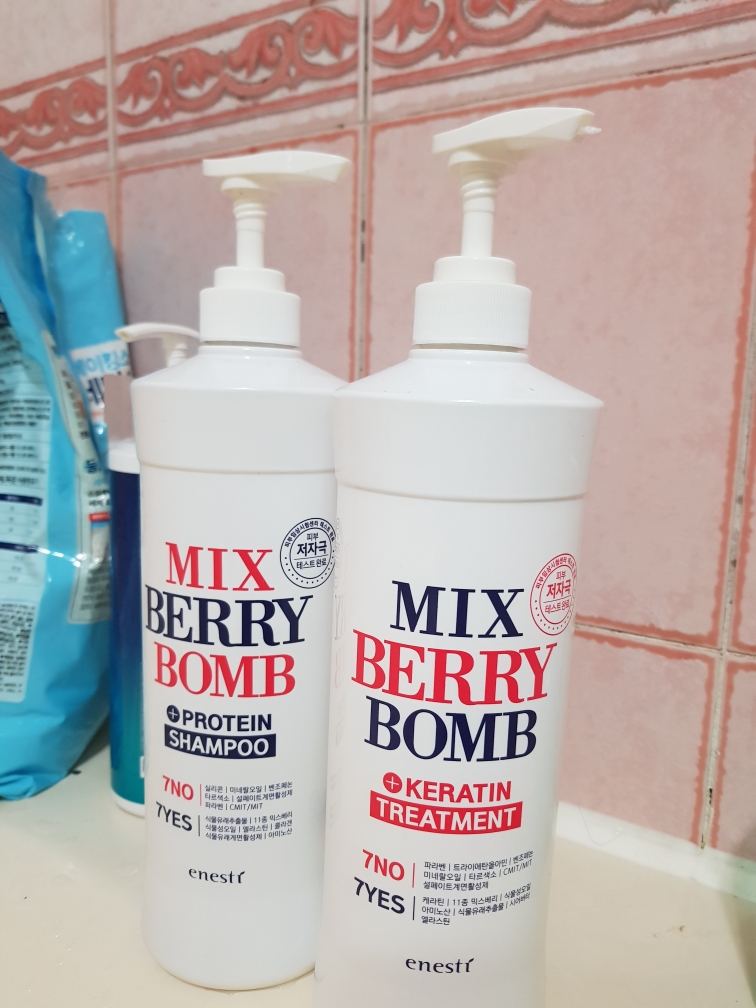 MIX
BERRY
BOMB
+PROTEIN
SHAMPOO
피부
저자극
테스트 완료
7NO
실리콘 | 미네랄오일 | 벤조페논
타르색소 | 설페이트계면활성제
파라벤 | CMIT/MIT
7YES
식물유래추출물 | 11종 믹스베리
식물성오일 | 엘라스틴 | 콜라겐
식물유래계면활성제 | 아미노산
enesti
MIX
BERRY
BOMB
+KERATIN
TREATMENT
피부
저자극
테스트 완료
7NO
파라벤 | 트라이에탄올아민 | 벤조페논
미네랄오일 | 타르색소 | CMIT/MIT
설페이트계면활성제
7YES
케라틴 | 11종 믹스베리 | 식물성오일
아미노산 | 식물유래추출물 | 시어버터
엘라스틴
enesti